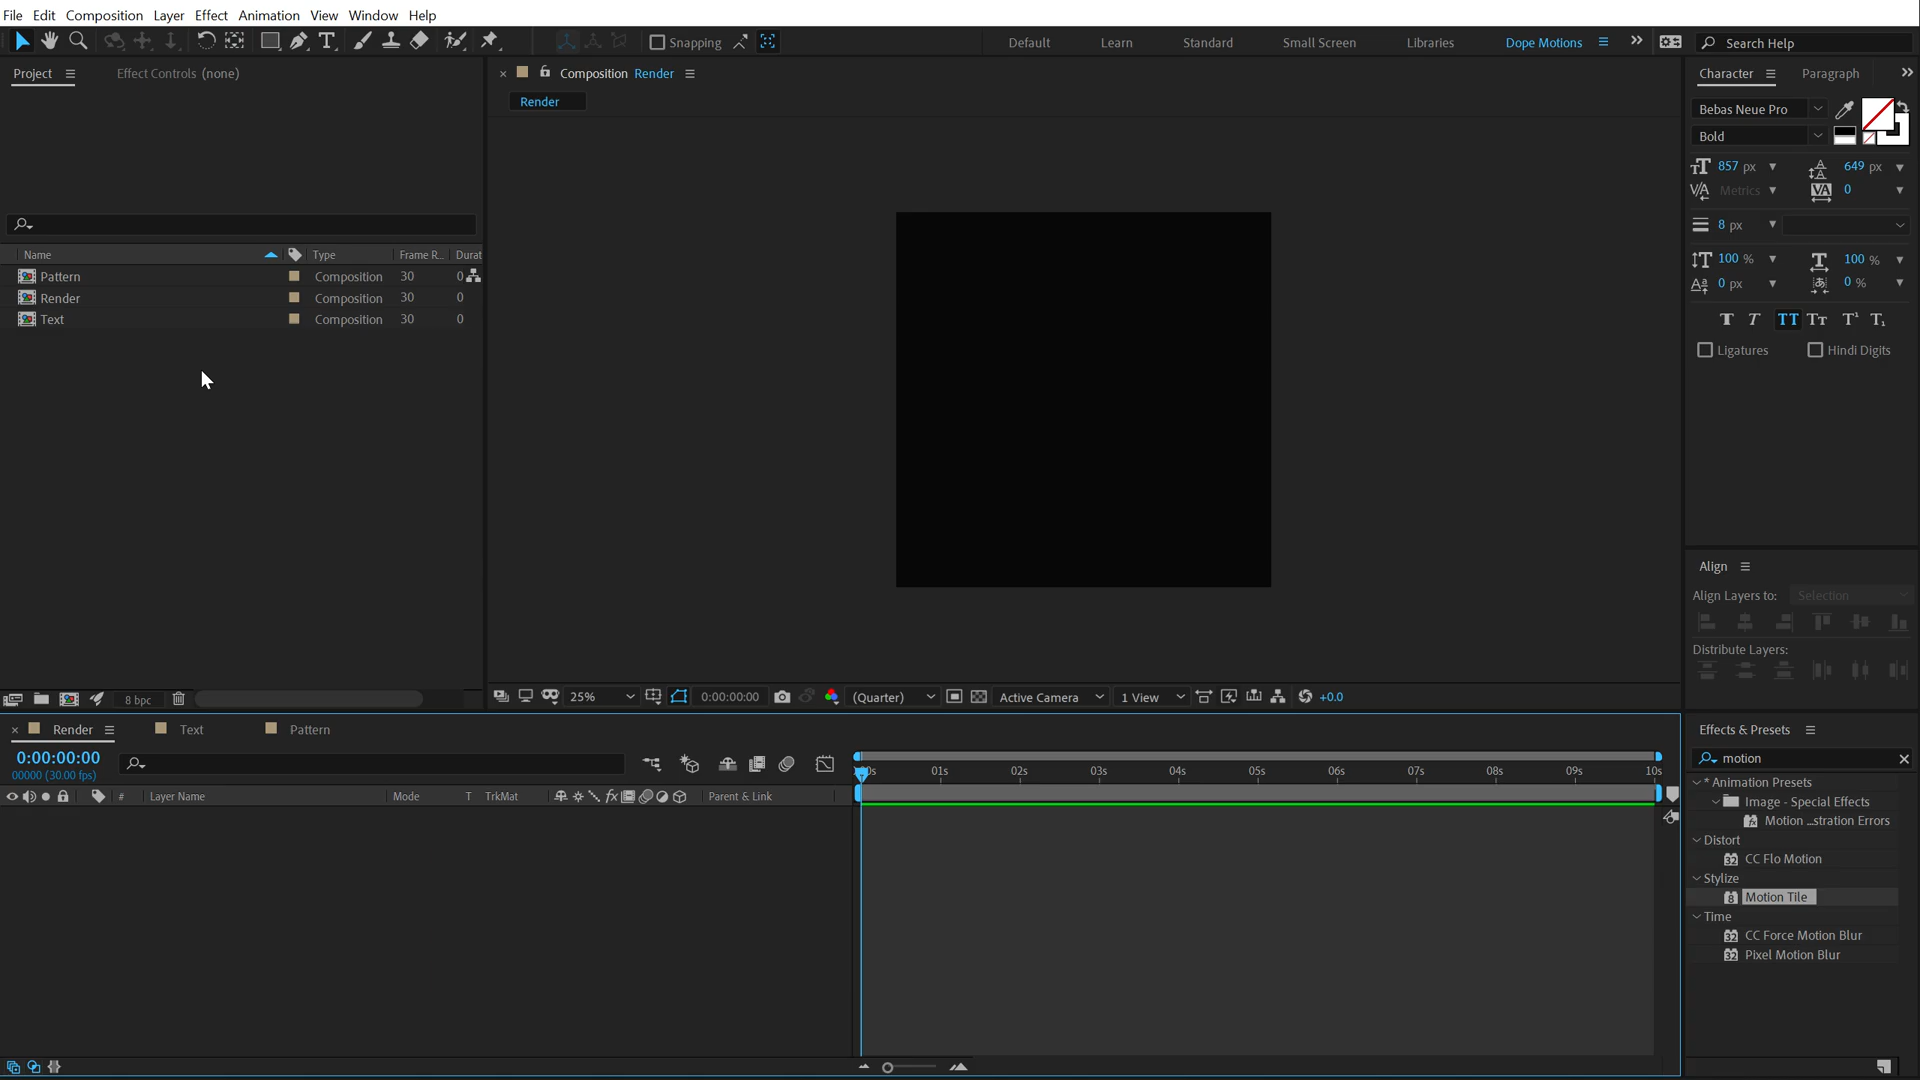 File Edit Composition Layer Effect Animation View Window Help
Snapping Default Learn Standard Small Screen Libraries Dope Motions Search Help
Project Effect Controls (none) Composition Render Character Paragraph
Render
Bebas Neue Pro
Bold
857 px 649 px
Metrics 0
8 px
100 % 100 %
0 px 0 %
Ligatures Hindi Digits
Name Type Frame R... Durat
Pattern Composition 30 0
Render Composition 30 0
Text Composition 30 0
Align
Align Layers to: Selection
Distribute Layers:
8 bpc 25% 0:00:00:00 (Quarter) Active Camera 1 View +0.0
Render Text Pattern
0:00:00:00
00000 (30.00 fps)
01s 02s 03s 04s 05s 06s 07s 08s 09s 10s
# Layer Name Mode T TrkMat Parent & Link
Effects & Presets
motion
* Animation Presets
Image - Special Effects
Motion ...stration Errors
Distort
CC Flo Motion
Stylize
Motion Tile
Time
CC Force Motion Blur
Pixel Motion Blur